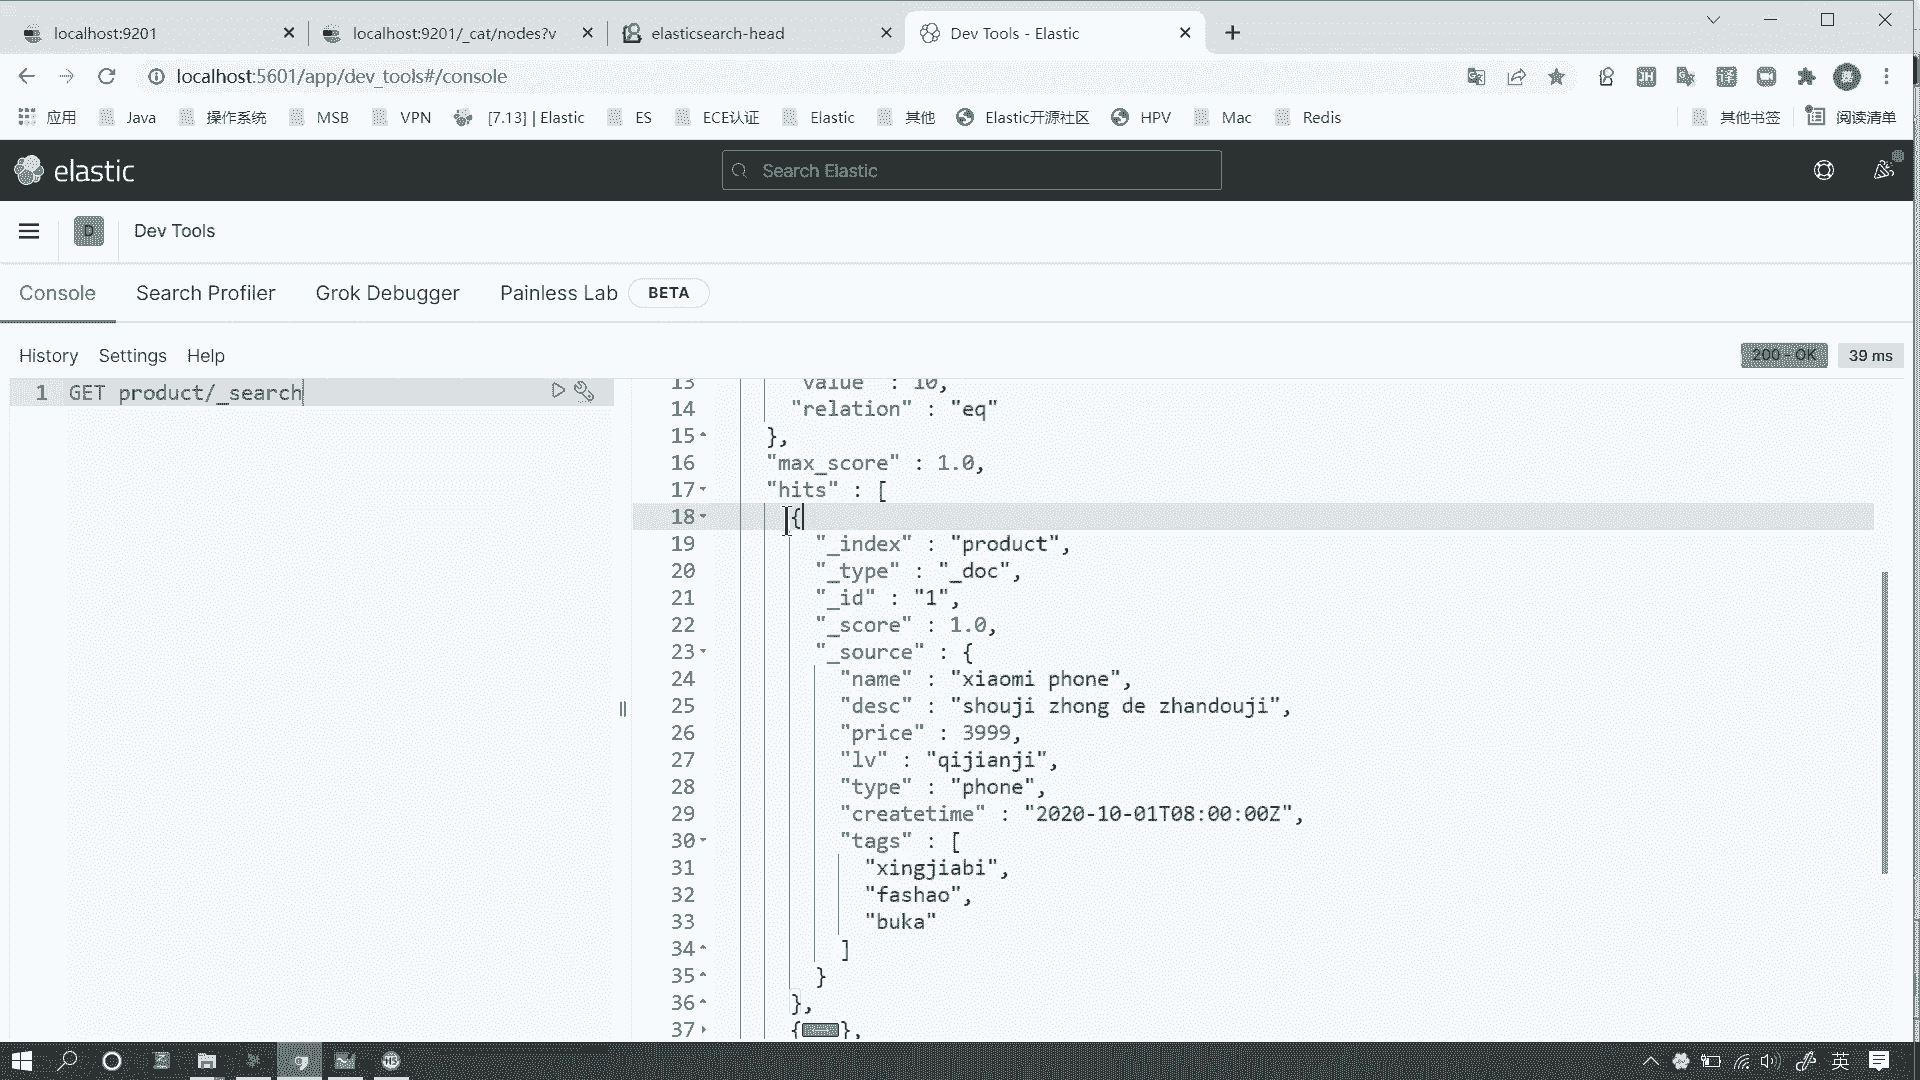 localhost:9201
localhost:9201/_cat/nodes?v
elasticsearch-head
Dev Tools - Elastic
localhost:5601/app/dev_tools#/console
应用 Java 操作系统 MSB VPN [7.13] | Elastic ES ECE认证 Elastic 其他 Elastic开源社区 HPV Mac Redis 其他书签 阅读清单
elastic
Search Elastic
D Dev Tools
Console Search Profiler Grok Debugger Painless Lab BETA
History Settings Help
200 - OK 39 ms
1 GET product/_search
13 "value" : 10,
14 "relation" : "eq"
15 },
16 "max_score" : 1.0,
17 "hits" : [
18 {
19 "_index" : "product",
20 "_type" : "_doc",
21 "_id" : "1",
22 "_score" : 1.0,
23 "_source" : {
24 "name" : "xiaomi phone",
25 "desc" : "shouji zhong de zhandouji",
26 "price" : 3999,
27 "lv" : "qijianji",
28 "type" : "phone",
29 "createtime" : "2020-10-01T08:00:00Z",
30 "tags" : [
31 "xingjiabi",
32 "fashao",
33 "buka"
34 ]
35 }
36 },
37 {...},
英